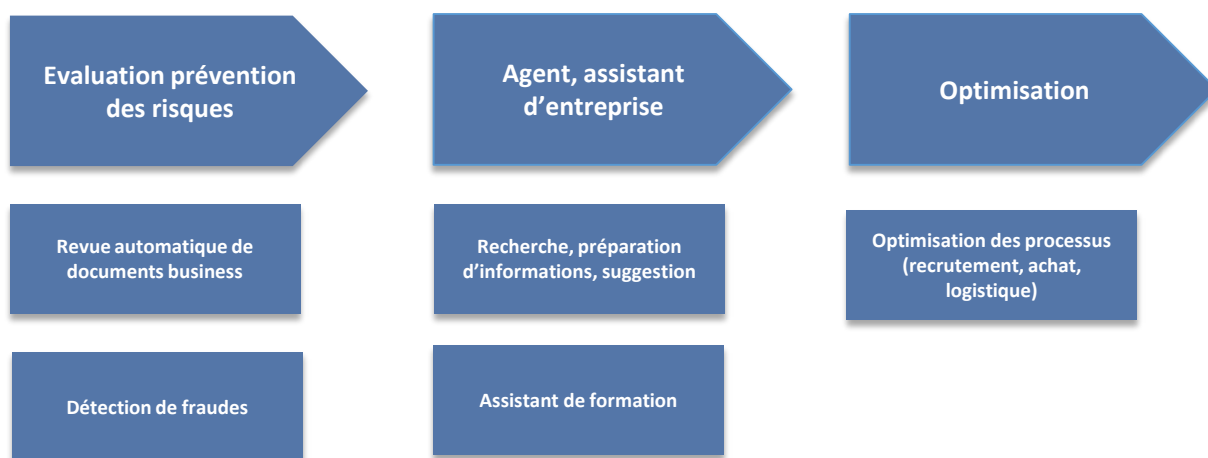 Evaluation prévention
des risques
Agent, assistant
d’entreprise
Optimisation
Revue automatique de
documents business
Recherche, préparation
d’informations, suggestion
Optimisation des processus
(recrutement, achat,
logistique)
Détection de fraudes
Assistant de formation